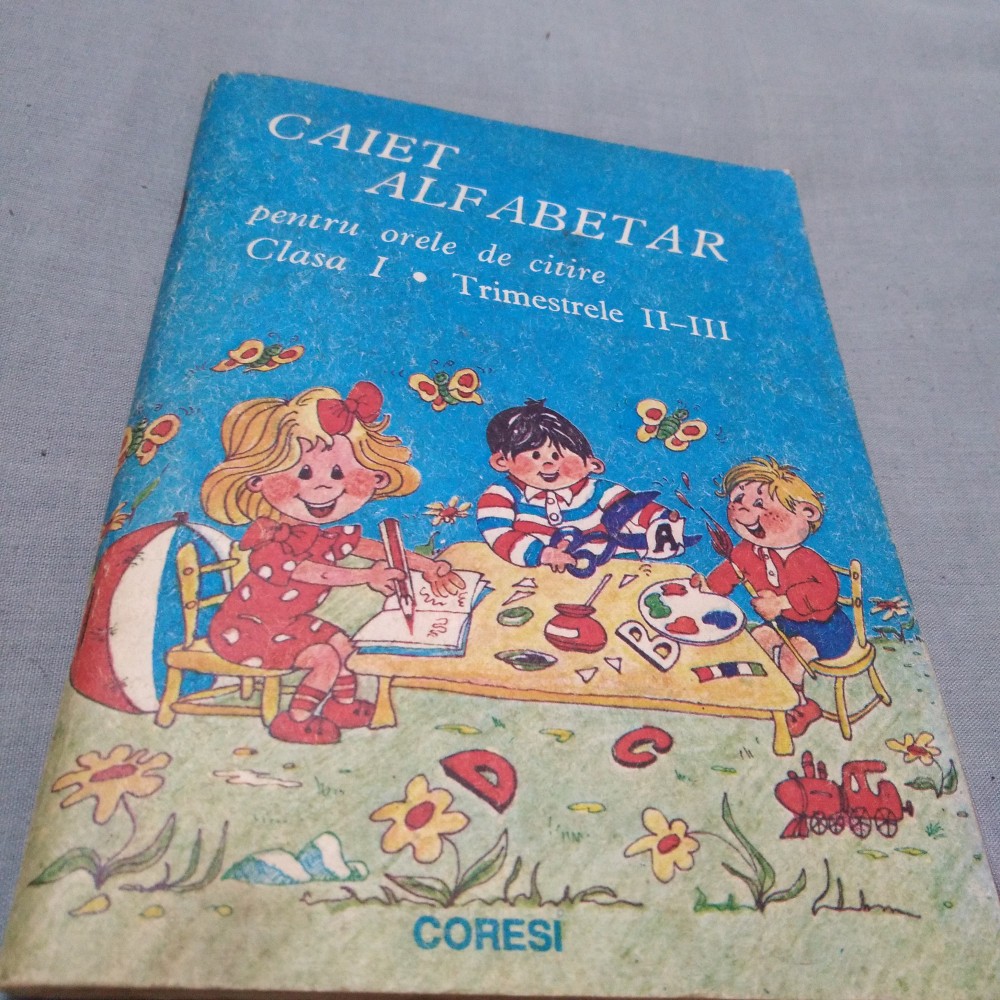 CAIET
ALFABETAR
pentru orele de citire
Clasa I • Trimestrele II-III
A
B
D C
CORESI